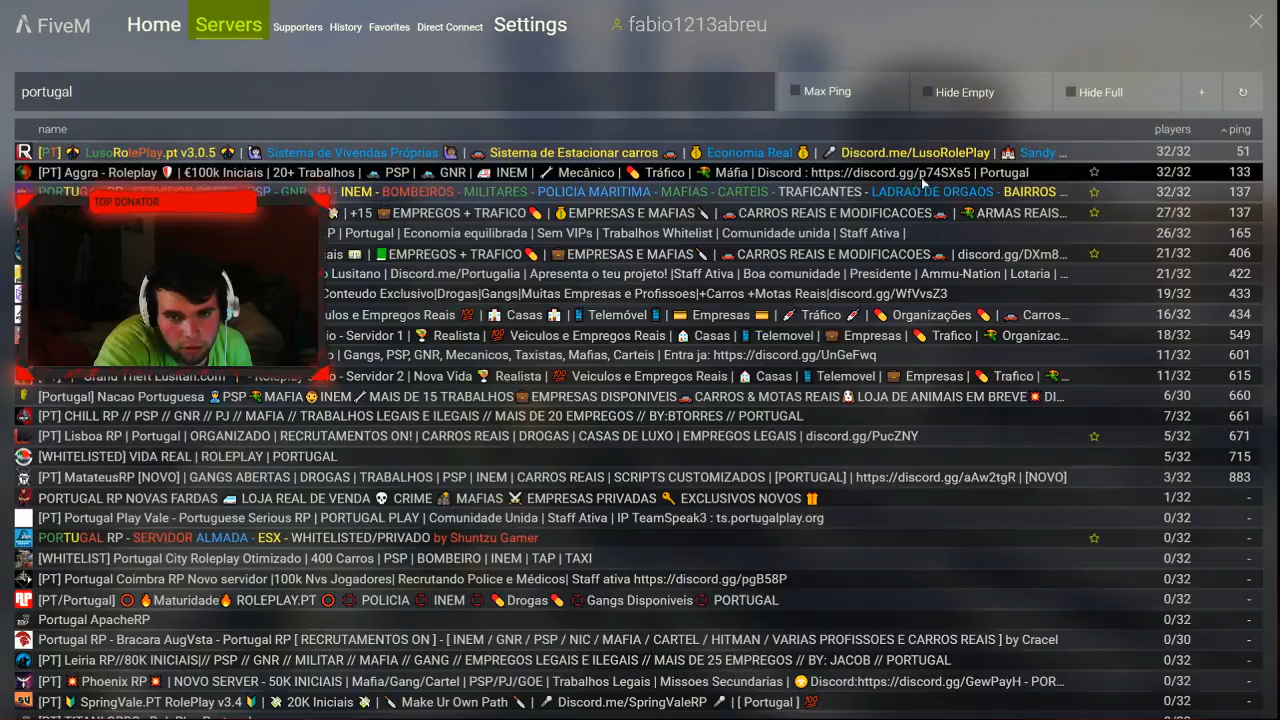 FiveM Home Servers Supporters History Favorites Direct Connect Settings fabio1213abreu
portugal Max Ping Hide Empty Hide Full + ↻
name players ping
[PT] LusoRolePlay.pt v3.0.5 | Sistema de Vivendas Próprias | Sistema de Estacionar carros | Economia Real | Discord.me/LusoRolePlay | Sandy ... 32/32 51
[PT] Aggra - Roleplay | €100k Iniciais | 20+ Trabalhos | PSP | GNR | INEM | Mecânico | Tráfico | Máfia | Discord : https://discord.gg/p74SXs5 | Portugal 32/32 133
INEM - BOMBEIROS - MILITARES - POLICIA MARITIMA - MAFIAS - CARTEIS - TRAFICANTES - LADRAO DE ORGAOS - BAIRROS ... 32/32 137
TOP DONATOR
| +15 EMPREGOS + TRAFICO | EMPRESAS E MAFIAS | CARROS REAIS E MODIFICACOES | ARMAS REAIS... 27/32 137
P | Portugal | Economia equilibrada | Sem VIPs | Trabalhos Whitelist | Comunidade unida | Staff Ativa | 26/32 165
| EMPREGOS + TRAFICO | EMPRESAS E MAFIAS | CARROS REAIS E MODIFICACOES | discord.gg/DXm8... 21/32 406
o Lusitano | Discord.me/Portugalia | Apresenta o teu projeto! |Staff Ativa | Boa comunidade | Presidente | Ammu-Nation | Lotaria | ... 21/32 422
Conteudo Exclusivo|Drogas|Gangs|Muitas Empresas e Profissoes|+Carros +Motas Reais|discord.gg/WfVvsZ3 19/32 433
culos e Empregos Reais | Casas | Telemóvel | Empresas | Tráfico | Organizações | Carros... 16/32 434
o - Servidor 1 | Realista | Veiculos e Empregos Reais | Casas | Telemovel | Empresas | Trafico | Organizac... 18/32 549
| Gangs, PSP, GNR, Mecanicos, Taxistas, Mafias, Carteis | Entra ja: https://discord.gg/UnGeFwq 11/32 601
[PT] | Grand Theft Lusitan.com | - Servidor 2 | Nova Vida Realista | Veiculos e Empregos Reais | Casas | Telemovel | Empresas | Trafico | ... 11/32 615
[Portugal] Nacao Portuguesa PSP MAFIA INEM MAIS DE 15 TRABALHOS EMPRESAS DISPONIVEIS CARROS & MOTAS REAIS LOJA DE ANIMAIS EM BREVE DI... 6/30 660
[PT] CHILL RP // PSP // GNR // PJ // MAFIA // TRABALHOS LEGAIS E ILEGAIS // MAIS DE 20 EMPREGOS // BY:BTORRES // PORTUGAL 7/32 661
[PT] Lisboa RP | Portugal | ORGANIZADO | RECRUTAMENTOS ON! | CARROS REAIS | DROGAS | CASAS DE LUXO | EMPREGOS LEGAIS | discord.gg/PucZNY 5/32 671
[WHITELISTED] VIDA REAL | ROLEPLAY | PORTUGAL 5/32 715
[PT] MatateusRP [NOVO] | GANGS ABERTAS | DROGAS | TRABALHOS | PSP | INEM | CARROS REAIS | SCRIPTS CUSTOMIZADOS | [PORTUGAL] | https://discord.gg/aAw2tgR | [NOVO] 3/32 883
PORTUGAL RP NOVAS FARDAS LOJA REAL DE VENDA CRIME MAFIAS EMPRESAS PRIVADAS EXCLUSIVOS NOVOS 1/32 -
[PT] Portugal Play Vale - Portuguese Serious RP | PORTUGAL PLAY | Comunidade Unida | Staff Ativa | IP TeamSpeak3 : ts.portugalplay.org 0/32 -
PORTUGAL RP - SERVIDOR ALMADA - ESX - WHITELISTED/PRIVADO by Shuntzu Gamer 0/32 -
[WHITELIST] Portugal City Roleplay Otimizado | 400 Carros | PSP | BOMBEIRO | INEM | TAP | TAXI 0/32 -
[PT] Portugal Coimbra RP Novo servidor |100k Nvs Jogadores| Recrutando Police e Médicos| Staff ativa https://discord.gg/pgB58P 0/32 -
[PT/Portugal] Maturidade ROLEPLAY.PT POLICIA INEM Drogas Gangs Disponiveis PORTUGAL 0/32 -
Portugal ApacheRP 0/32 -
Portugal RP - Bracara AugVsta - Portugal RP [ RECRUTAMENTOS ON ] - [ INEM / GNR / PSP / NIC / MAFIA / CARTEL / HITMAN / VARIAS PROFISSOES E CARROS REAIS ] by Cracel 0/30 -
[PT] Leiria RP//80K INICIAIS|// PSP // GNR // MILITAR // MAFIA // GANG // EMPREGOS LEGAIS E ILEGAIS // MAIS DE 25 EMPREGOS // BY: JACOB // PORTUGAL 0/32 -
[PT] Phoenix RP | NOVO SERVER - 50K INICIAIS | Mafia/Gang/Cartel | PSP/PJ/GOE | Trabalhos Legais | Missoes Secundarias | Discord:https://discord.gg/GewPayH - POR... 0/32 -
[PT] SpringVale.PT RolePlay v3.4 | 20K Iniciais | Make Ur Own Path | Discord.me/SpringValeRP | [ Portugal ] 0/32 -